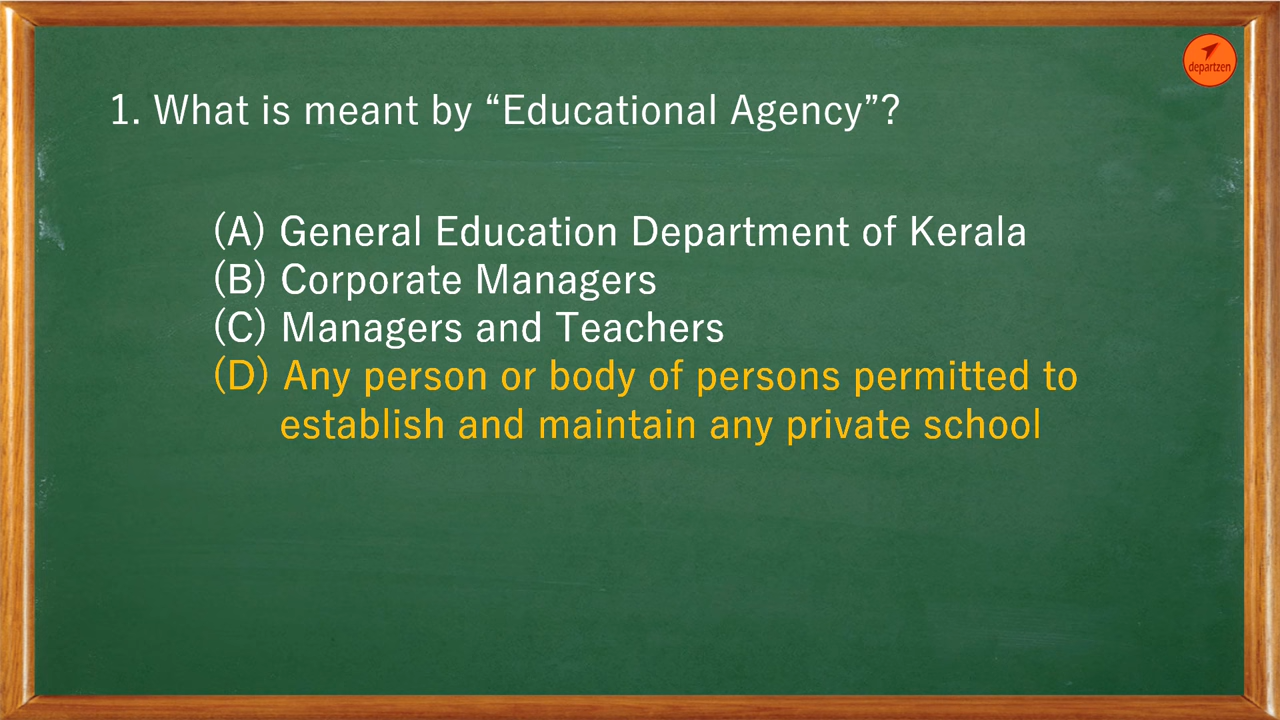 departzen
1. What is meant by “Educational Agency”?
(A) General Education Department of Kerala
(B) Corporate Managers
(C) Managers and Teachers
(D) Any person or body of persons permitted to
establish and maintain any private school